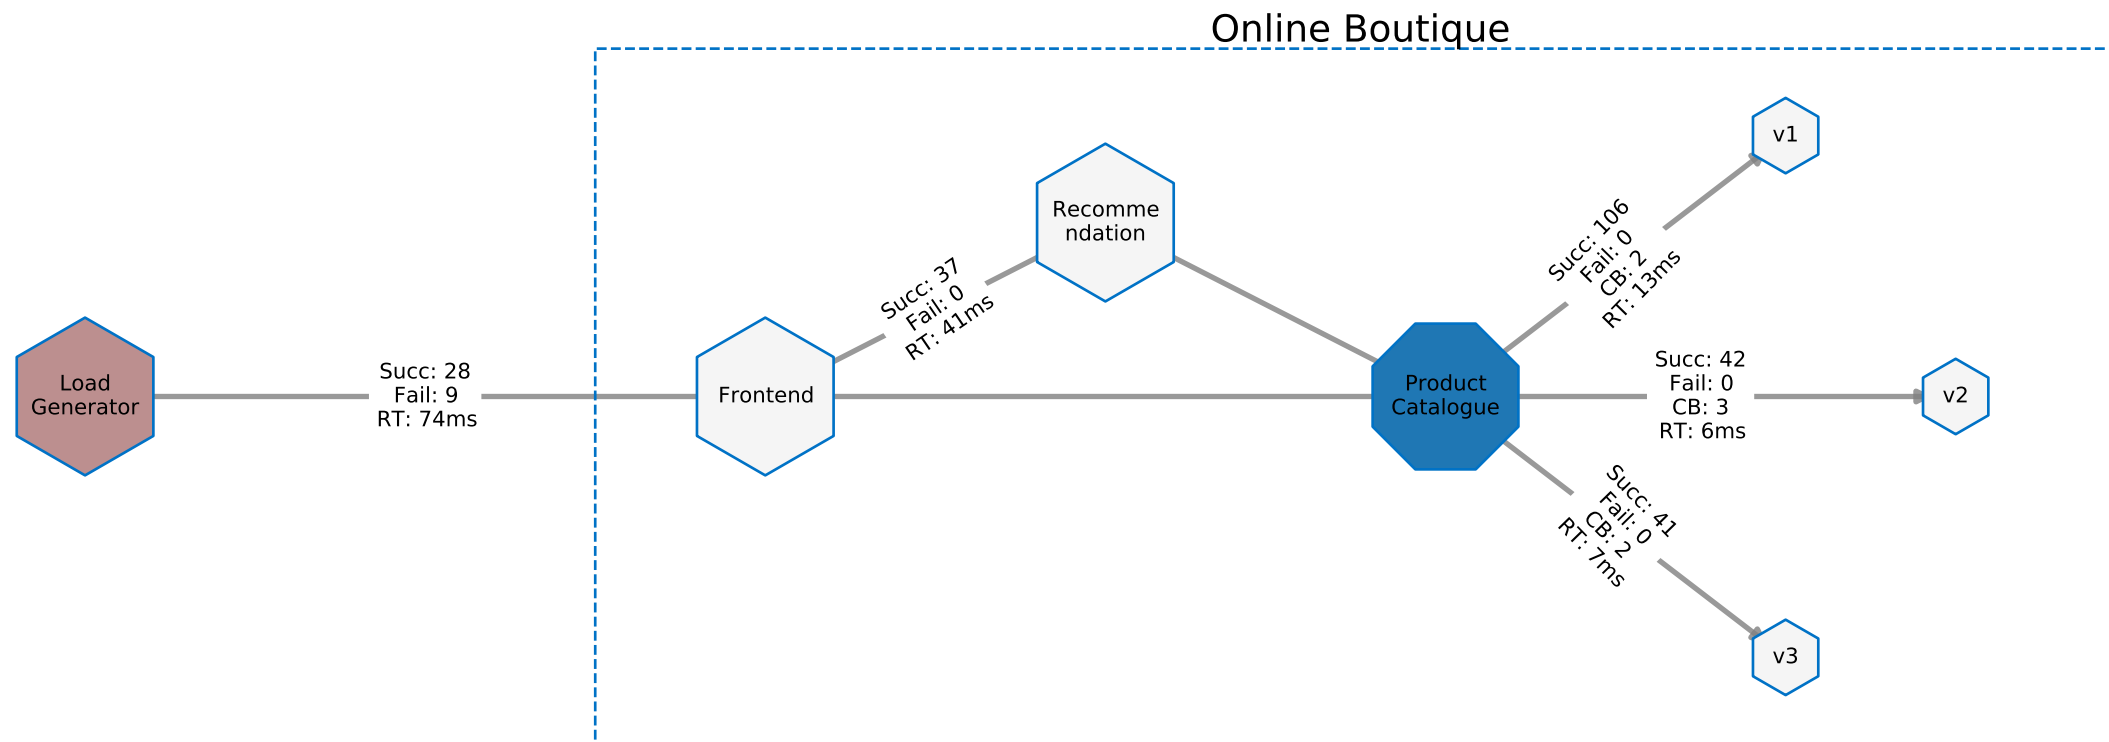 Online Boutique
Load
Generator
Succ: 28
Fail: 9
RT: 74ms
Frontend
Succ: 37
Fail: 0
RT: 41ms
Recomme
ndation
Product
Catalogue
Succ: 106
Fail: 0
CB: 2
RT: 13ms
v1
Succ: 42
Fail: 0
CB: 3
RT: 6ms
v2
Succ: 41
Fail: 0
CB: 2
RT: 7ms
v3